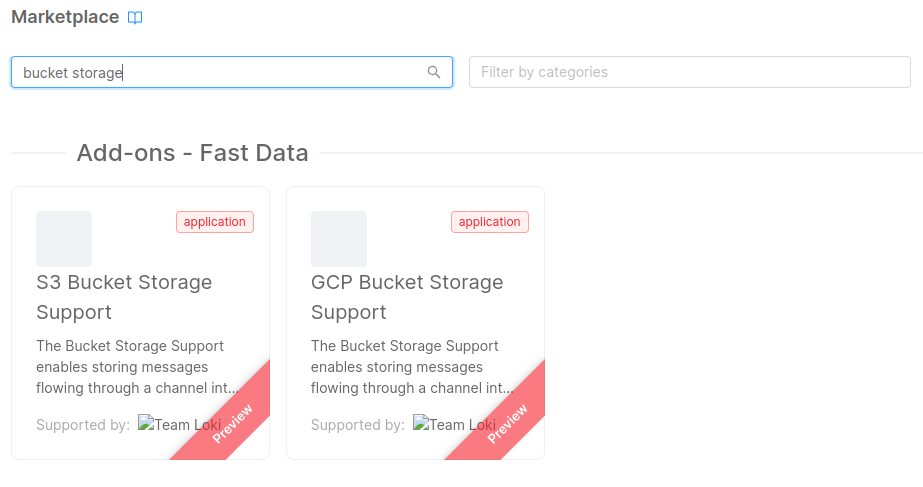 Marketplace
bucket storage
Filter by categories
Add-ons - Fast Data
application
S3 Bucket Storage
Support
The Bucket Storage Support
enables storing messages
flowing through a channel int...
Supported by: Team Loki
Preview
application
GCP Bucket Storage
Support
The Bucket Storage Support
enables storing messages
flowing through a channel int...
Supported by: Team Loki
Preview